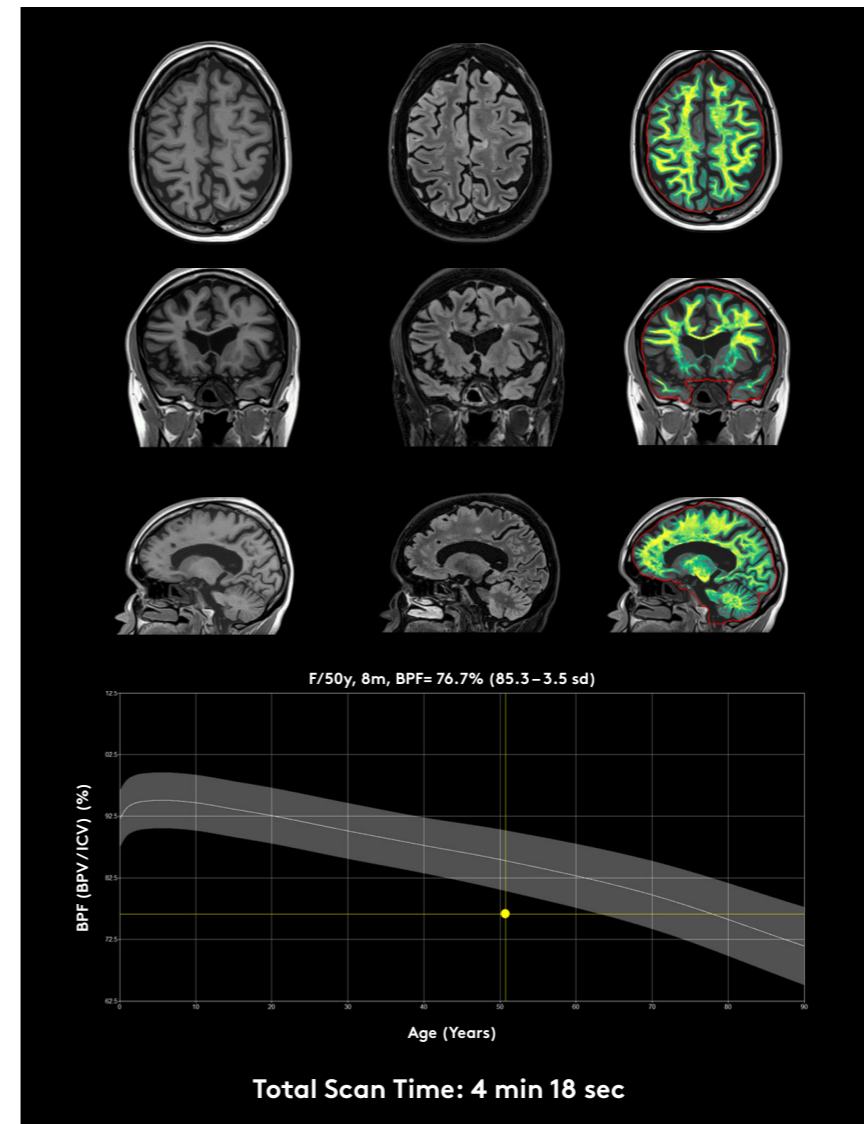 F/50y, 8m, BPF= 76.7% (85.3–3.5 sd)
12.5
02.5
92.5
82.5
72.5
62.5
BPF (BPV/ICV) (%)
0 10 20 30 40 50 60 70 80 90
Age (Years)
Total Scan Time: 4 min 18 sec